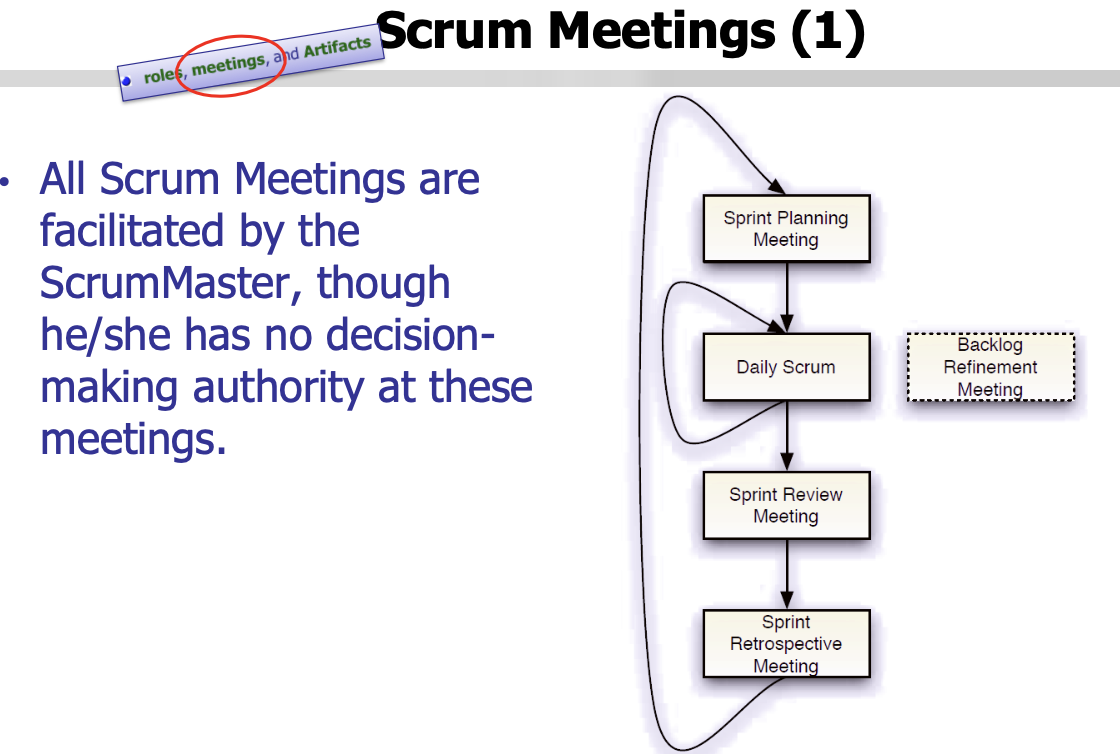 Scrum Meetings (1)
roles, meetings, and Artifacts
• All Scrum Meetings are
facilitated by the
ScrumMaster, though
he/she has no decision-
making authority at these
meetings.
Sprint Planning
Meeting
Daily Scrum
Backlog
Refinement
Meeting
Sprint Review
Meeting
Sprint
Retrospective
Meeting